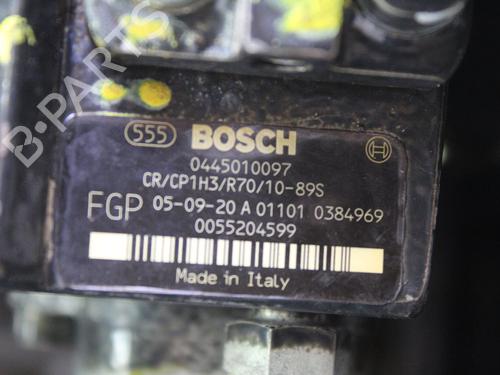 B-PARTS
555 BOSCH
0445010097
CR/CP1H3/R70/10-89S
FGP 05-09-20 A 01101 0384969
0055204599
Made in Italy